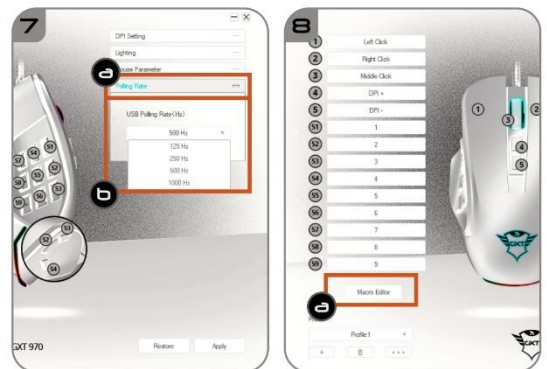 7
DPI Setting
Lighting
Mouse Parameter
a
Polling Rate
USB Polling Rate(Hz)
500 Hz
125 Hz
250 Hz
500 Hz
1000 Hz
b
S1
S4
S7
S2
S5
S8
S3
S6
S9
S3
S2
S4
GXT 970
Restore
Apply
8
1 Left Click
2 Right Click
3 Middle Click
4 DPI +
5 DPI -
S1 1
S2 2
S3 3
S4 4
S5 5
S6 6
S7 7
S8 8
S9 9
1
2
3
4
5
GXT
Macro Editor
a
Profile1
+
GXT